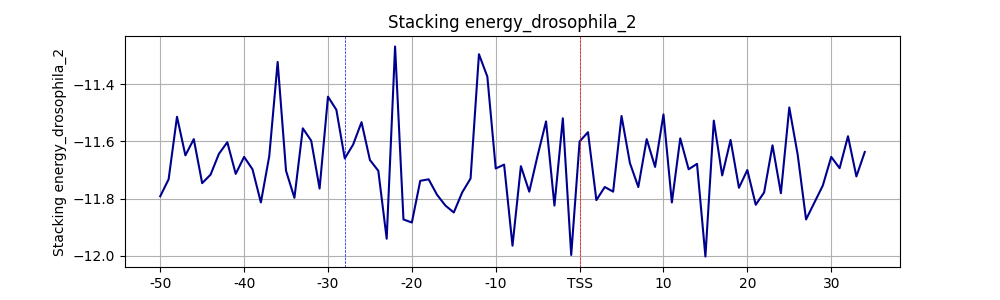 Stacking energy_drosophila_2
Stacking energy_drosophila_2
−11.4
−11.6
−11.8
−12.0
-50 -40 -30 -20 -10 TSS 10 20 30